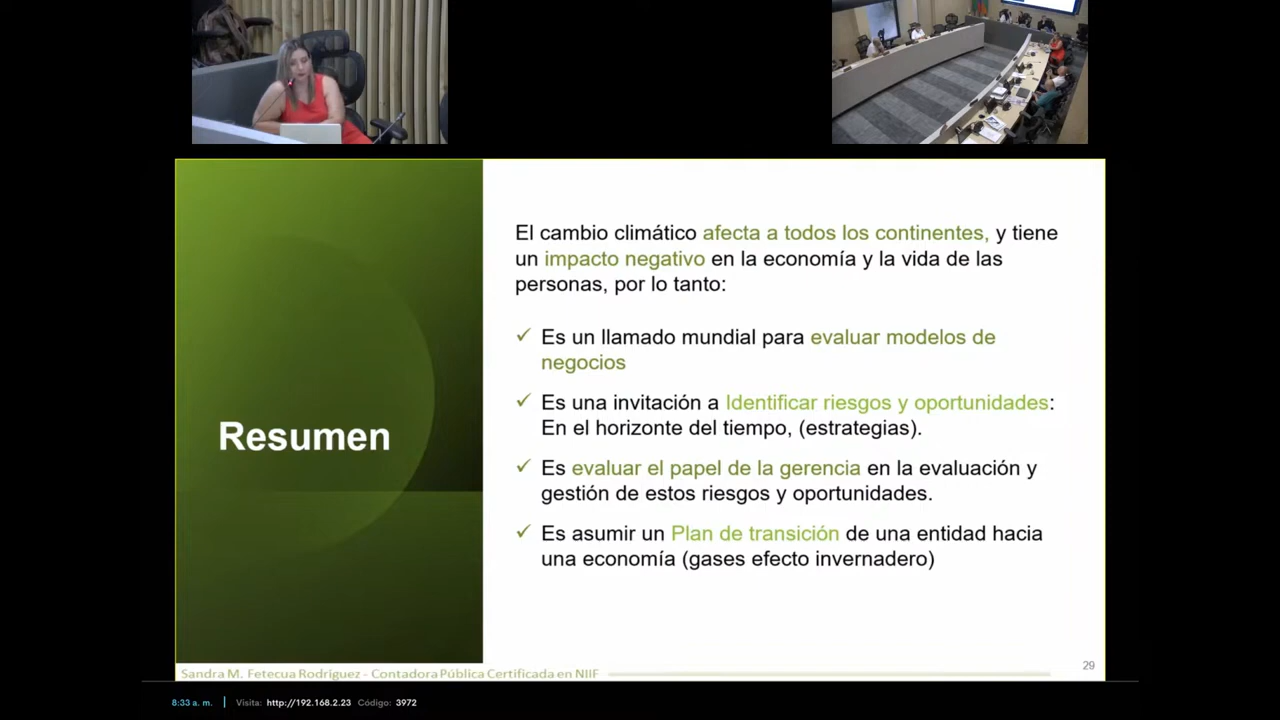 Resumen
El cambio climático afecta a todos los continentes, y tiene
un impacto negativo en la economía y la vida de las
personas, por lo tanto:
✓ Es un llamado mundial para evaluar modelos de
negocios
✓ Es una invitación a Identificar riesgos y oportunidades:
En el horizonte del tiempo, (estrategias).
✓ Es evaluar el papel de la gerencia en la evaluación y
gestión de estos riesgos y oportunidades.
✓ Es asumir un Plan de transición de una entidad hacia
una economía (gases efecto invernadero)
Sandra M. Fetecua Rodriguez - Contadora Pública Certificada en NIIF
29
8:33 a. m. | Visita: http://192.168.2.23 Código: 3972